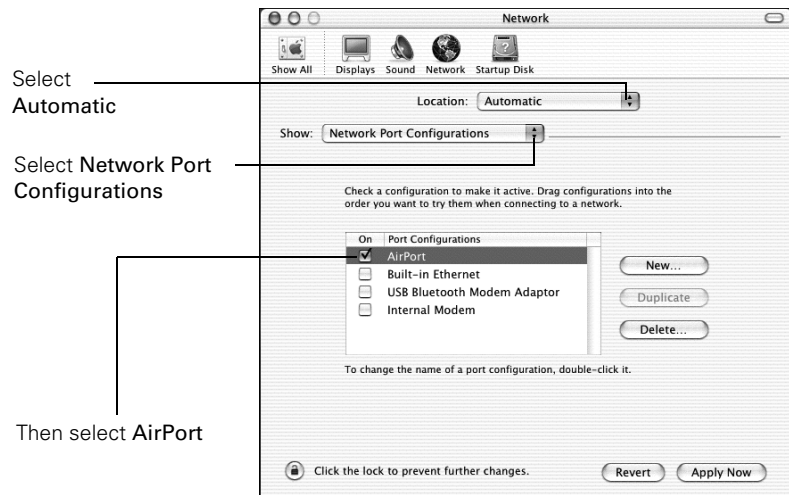 Network
Show All Displays Sound Network Startup Disk
Select
Automatic
Location: Automatic
Show: Network Port Configurations
Select Network Port
Configurations
Check a configuration to make it active. Drag configurations into the
order you want to try them when connecting to a network.
On Port Configurations
AirPort
Built-in Ethernet
USB Bluetooth Modem Adaptor
Internal Modem
New...
Duplicate
Delete...
To change the name of a port configuration, double-click it.
Then select AirPort
Click the lock to prevent further changes.
Revert Apply Now